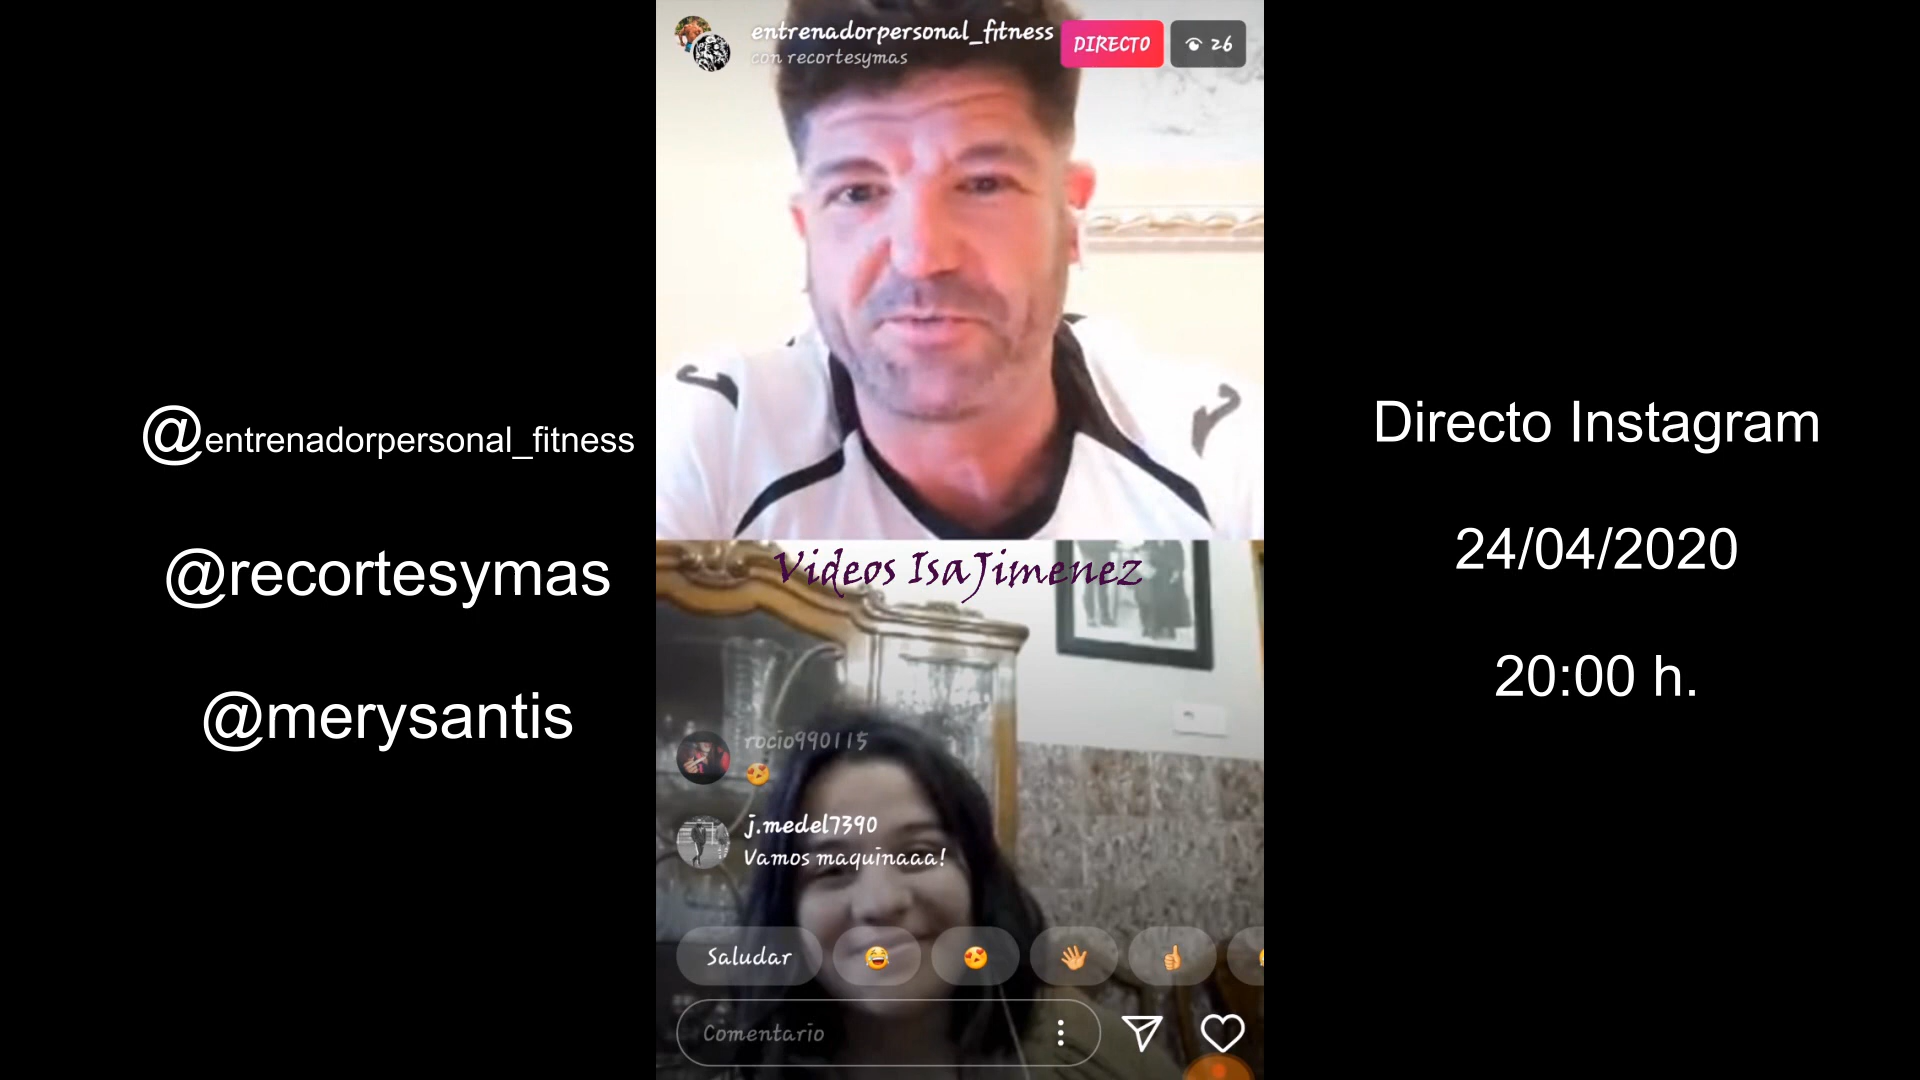 @entrenadorpersonal_fitness
@recortesymas
@merysantis
entrenadorpersonal_fitness
con recortesymas
DIRECTO
26
Videos IsaJimenez
rocio990115
😍
j.medel7390
Vamos maquinaaa!
Saludar
Comentario
Directo Instagram
24/04/2020
20:00 h.